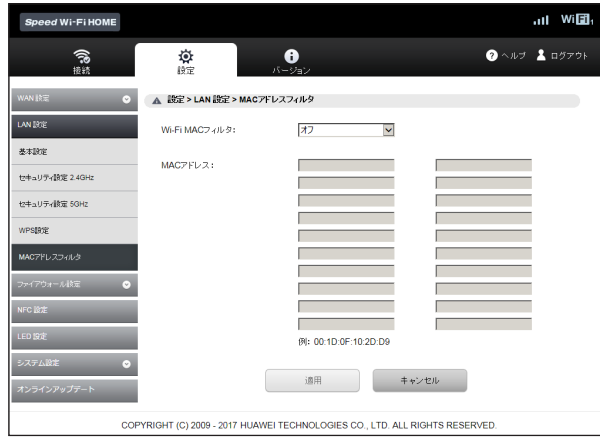 Speed Wi-Fi HOME
Wi Fi 1
接続
設定
バージョン
? ヘルプ
ログアウト
WAN 設定
LAN 設定
基本設定
セキュリティ設定 2.4GHz
セキュリティ設定 5GHz
WPS設定
MACアドレスフィルタ
ファイアウォール設定
NFC 設定
LED 設定
システム設定
オンラインアップデート
設定 > LAN 設定 > MACアドレスフィルタ
Wi-Fi MACフィルタ: オフ
MACアドレス:
例: 00:1D:0F:10:2D:D9
適用
キャンセル
COPYRIGHT (C) 2009 - 2017 HUAWEI TECHNOLOGIES CO., LTD. ALL RIGHTS RESERVED.